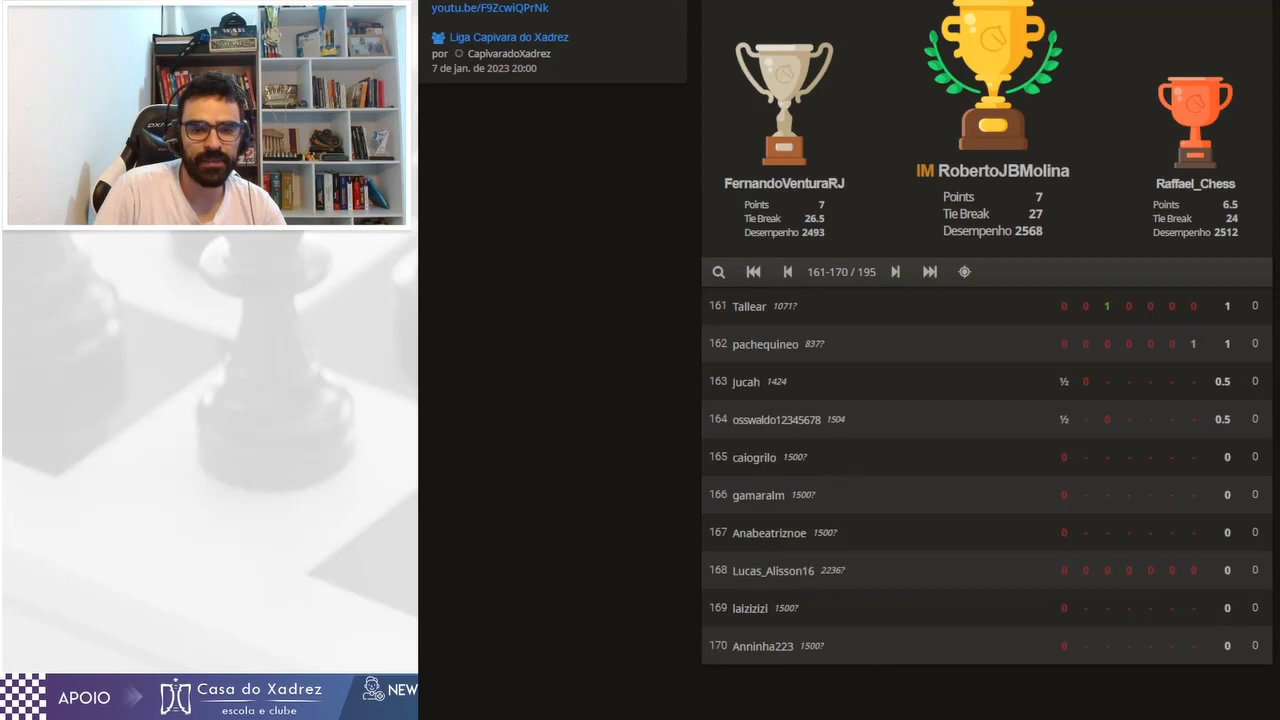 youtu.be/F9ZcwiQPrNk
Liga Capivara do Xadrez
por CapivaradoXadrez
7 de jan. de 2023 20:00
FernandoVenturaRJ
Points 7
Tie Break 26.5
Desempenho 2493
IM RobertoJBMolina
Points 7
Tie Break 27
Desempenho 2568
Raffael_Chess
Points 6.5
Tie Break 24
Desempenho 2512
161-170 / 195
161 Tallear 1071? 0 0 1 0 0 0 0 1 0
162 pachequineo 837? 0 0 0 0 0 0 1 1 0
163 jucah 1424 ½ 0 - - - - - 0.5 0
164 osswaldo12345678 1504 ½ - 0 - - - - 0.5 0
165 caiogrilo 1500? 0 - - - - - - 0 0
166 gamaralm 1500? 0 - - - - - - 0 0
167 Anabeatriznoe 1500? 0 - - - - - - 0 0
168 Lucas_Alisson16 2236? 0 0 0 0 0 0 0 0 0
169 laizizizi 1500? 0 - - - - - - 0 0
170 Anninha223 1500? 0 - - - - - - 0 0
APOIO
Casa do Xadrez
escola e clube
NEW